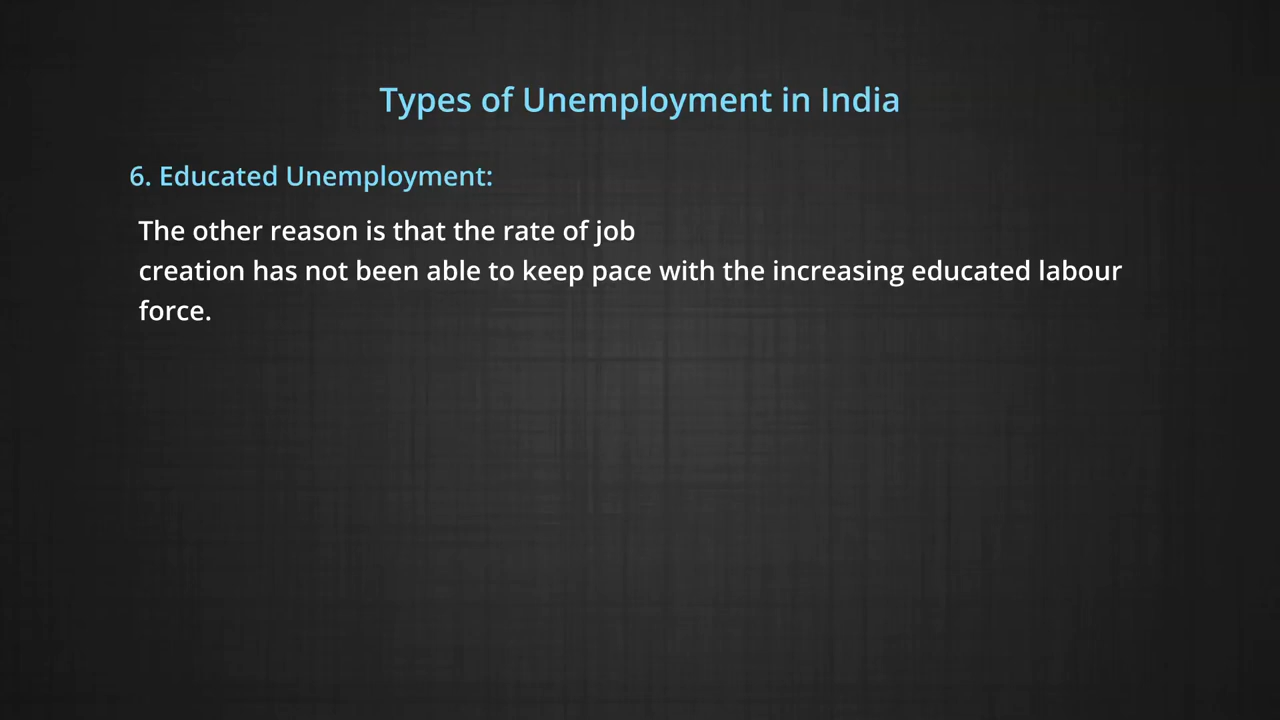 Types of Unemployment in India
6. Educated Unemployment:
The other reason is that the rate of job
creation has not been able to keep pace with the increasing educated labour
force.